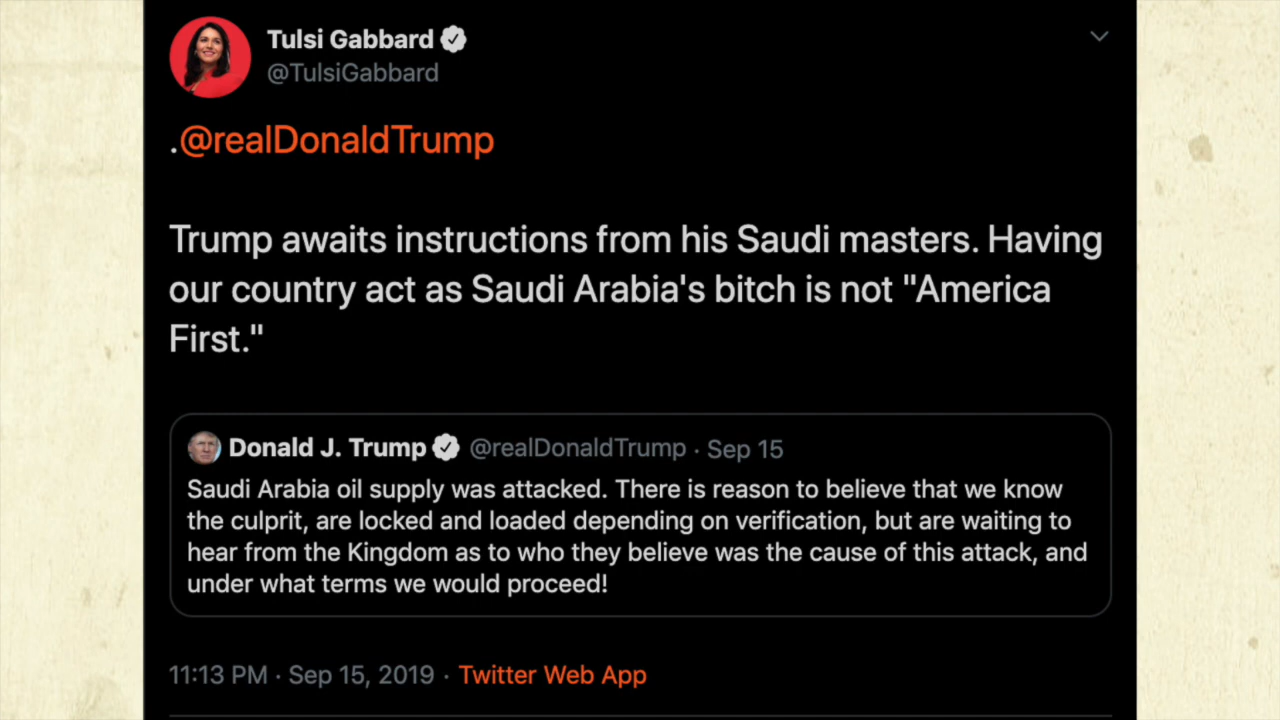 Tulsi Gabbard
@TulsiGabbard
.@realDonaldTrump
Trump awaits instructions from his Saudi masters. Having
our country act as Saudi Arabia's bitch is not "America
First."
Donald J. Trump @realDonaldTrump · Sep 15
Saudi Arabia oil supply was attacked. There is reason to believe that we know
the culprit, are locked and loaded depending on verification, but are waiting to
hear from the Kingdom as to who they believe was the cause of this attack, and
under what terms we would proceed!
11:13 PM · Sep 15, 2019 · Twitter Web App